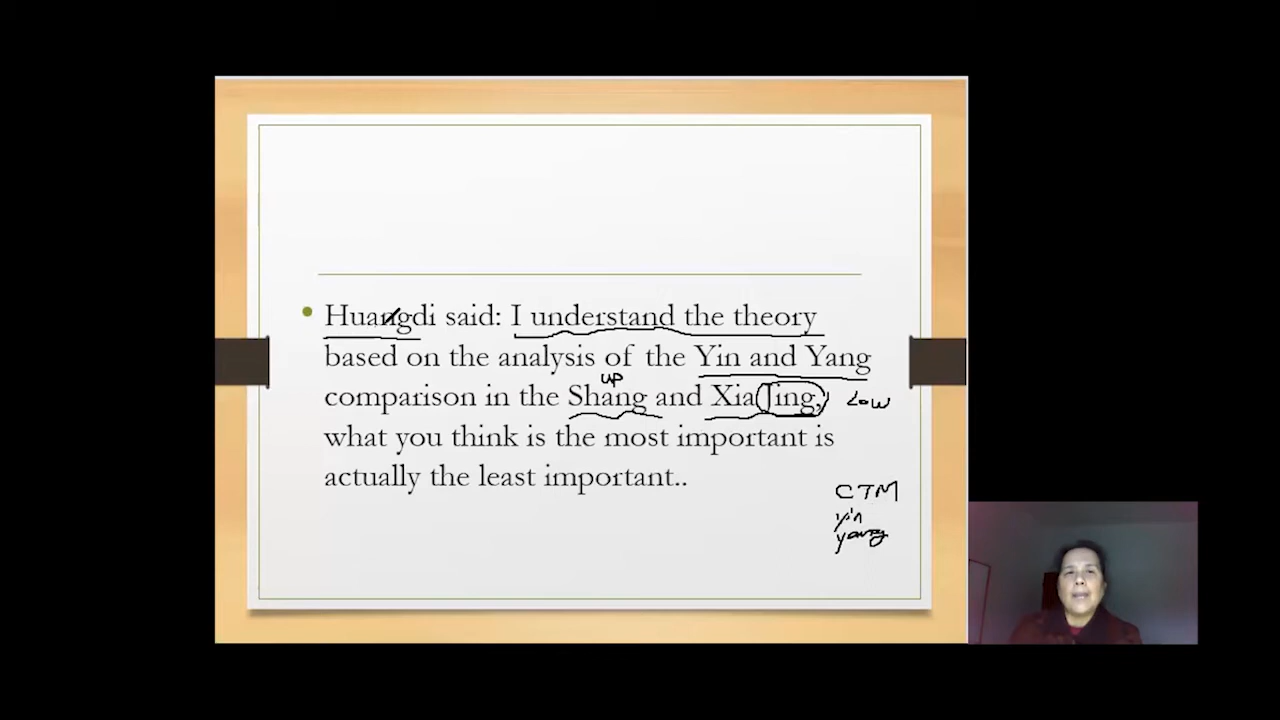 Huangdi said: I understand the theory
based on the analysis of the Yin and Yang
up
comparison in the Shang and Xia Jing, Low
what you think is the most important is
actually the least important..
CTM
Yin
Yang